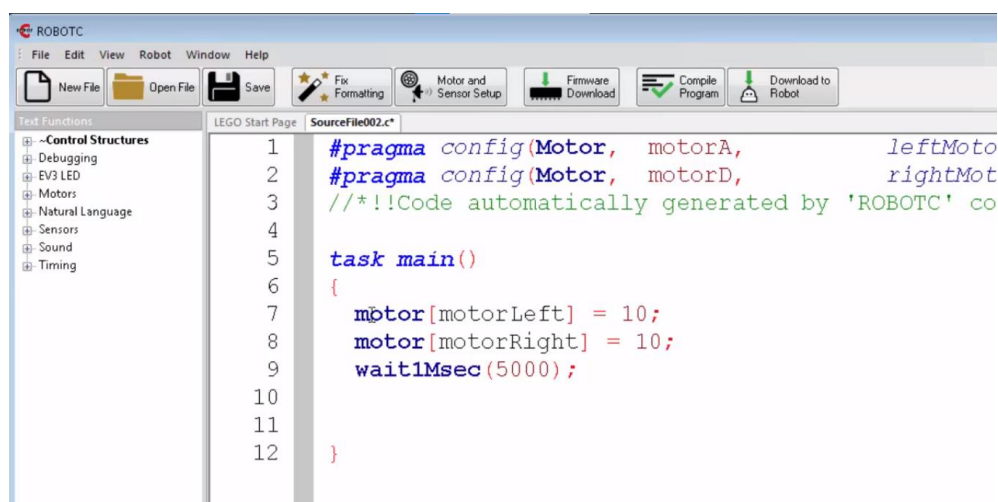 ROBOTC
File Edit View Robot Window Help
New File Open File Save Fix Formatting Motor and Sensor Setup Firmware Download Compile Program Download to Robot
Text Functions LEGO Start Page SourceFile002.c*
~Control Structures
Debugging
EV3 LED
Motors
Natural Language
Sensors
Sound
Timing
1 #pragma config(Motor, motorA, leftMoto
2 #pragma config(Motor, motorD, rightMot
3 //*!!Code automatically generated by 'ROBOTC' co
4
5 task main()
6 {
7 motor[motorLeft] = 10;
8 motor[motorRight] = 10;
9 wait1Msec(5000);
10
11
12 }